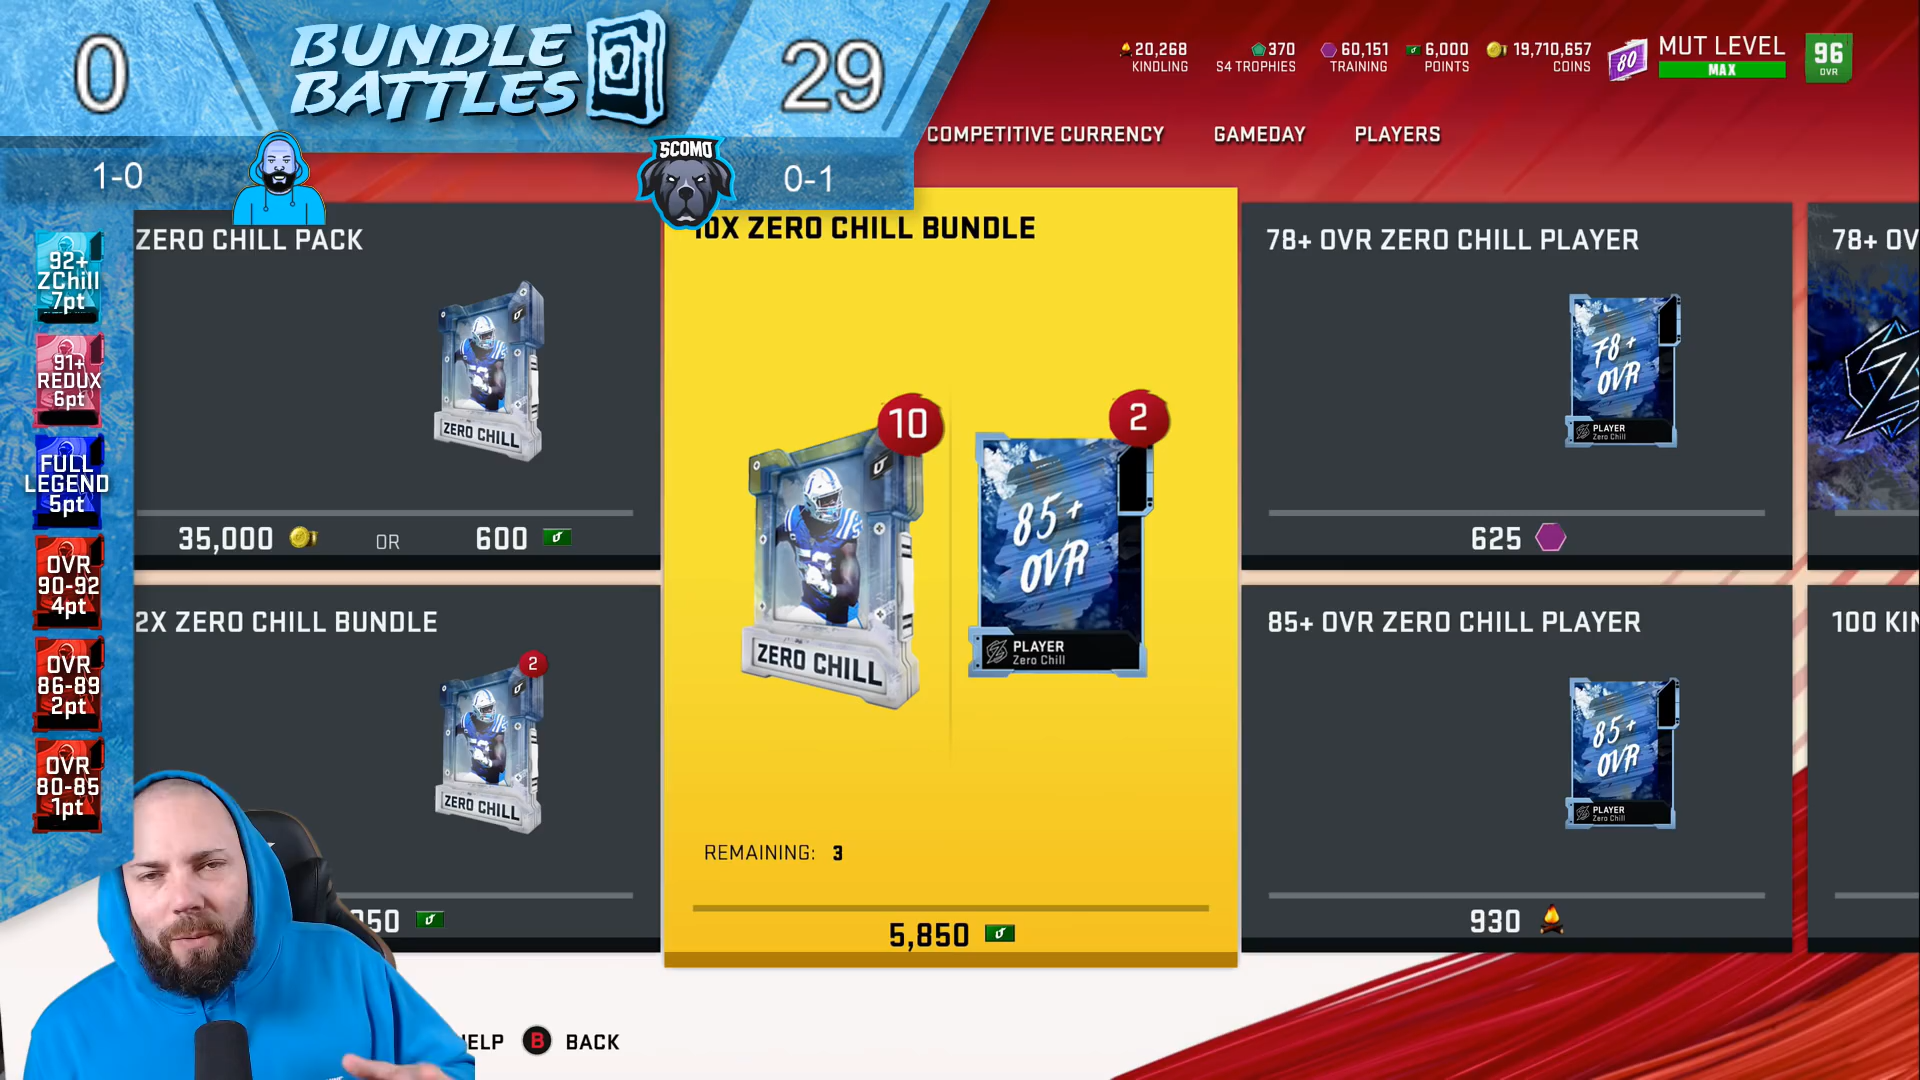 0
BUNDLE
BATTLES
29
1-0
SCOMO
0-1
20,268
KINDLING
370
S4 TROPHIES
60,151
TRAINING
6,000
POINTS
19,710,657
COINS
80
MUT LEVEL
MAX
96
OVR
COMPETITIVE CURRENCY
GAMEDAY
PLAYERS
92+
ZChill
7pt
91+
REDUX
6pt
FULL
LEGEND
5pt
OVR
90-92
4pt
OVR
86-89
2pt
OVR
80-85
1pt
ZERO CHILL PACK
ZERO CHILL
35,000
OR
600
2X ZERO CHILL BUNDLE
2
ZERO CHILL
350
10X ZERO CHILL BUNDLE
10
ZERO CHILL
2
85+
OVR
PLAYER
Zero Chill
REMAINING: 3
5,850
78+ OVR ZERO CHILL PLAYER
78+
OVR
PLAYER
Zero Chill
625
85+ OVR ZERO CHILL PLAYER
85+
OVR
PLAYER
Zero Chill
930
78+ OV
100 KIN
HELP
B
BACK